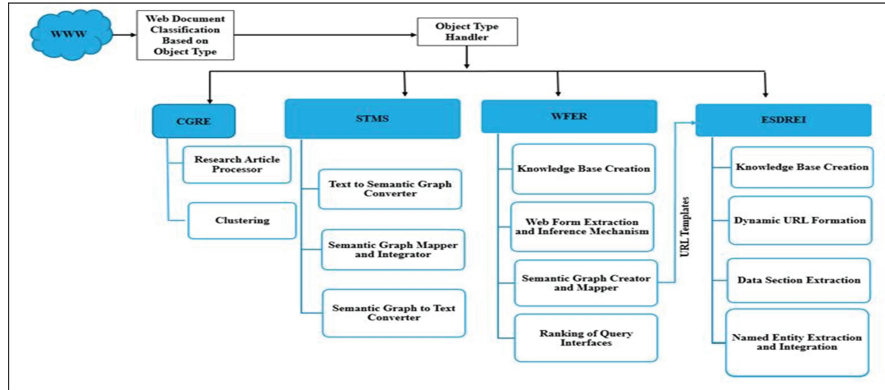 WWW
Web Document
Classification
Based on
Object Type
Object Type
Handler
CGRE
Research Article
Processor
Clustering
STMS
Text to Semantic Graph
Converter
Semantic Graph Mapper
and Integrator
Semantic Graph to Text
Converter
WFER
Knowledge Base Creation
Web Form Extraction
and Inference Mechanism
Semantic Graph Creator
and Mapper
Ranking of Query
Interfaces
URL Templates
ESDREI
Knowledge Base Creation
Dynamic URL Formation
Data Section Extraction
Named Entity Extraction
and Integration